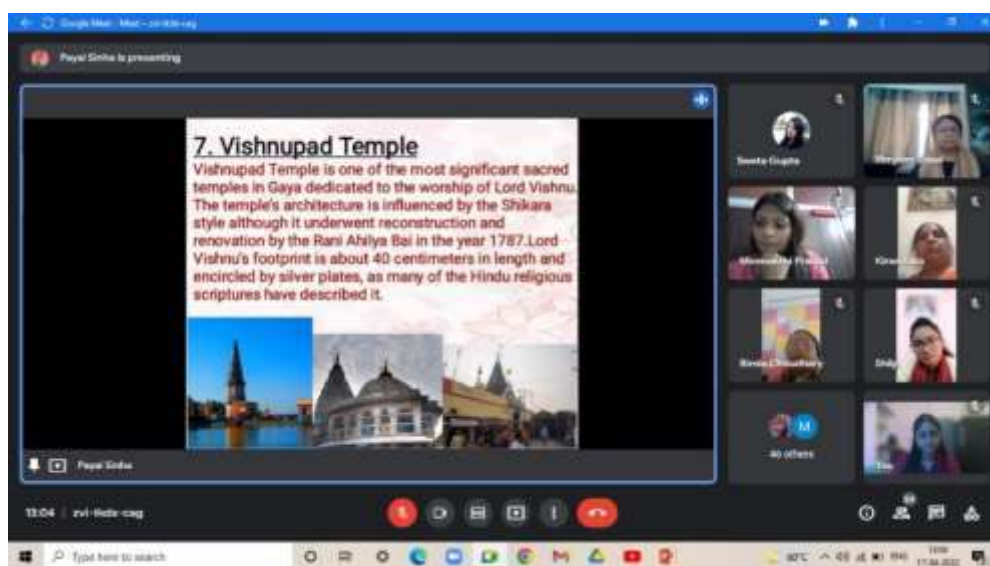 Payal Sinha is presenting
7. Vishnupad Temple
Vishnupad Temple is one of the most significant sacred
temples in Gaya dedicated to the worship of Lord Vishnu.
The temple's architecture is influenced by the Shikara
style although it underwent reconstruction and
renovation by the Rani Ahilya Bai in the year 1787.Lord
Vishnu's footprint is about 40 centimeters in length and
encircled by silver plates, as many of the Hindu religious
scriptures have described it.
Payal Sinha
Sweta Gupta
M
46 others
You
13:04
Type here to search